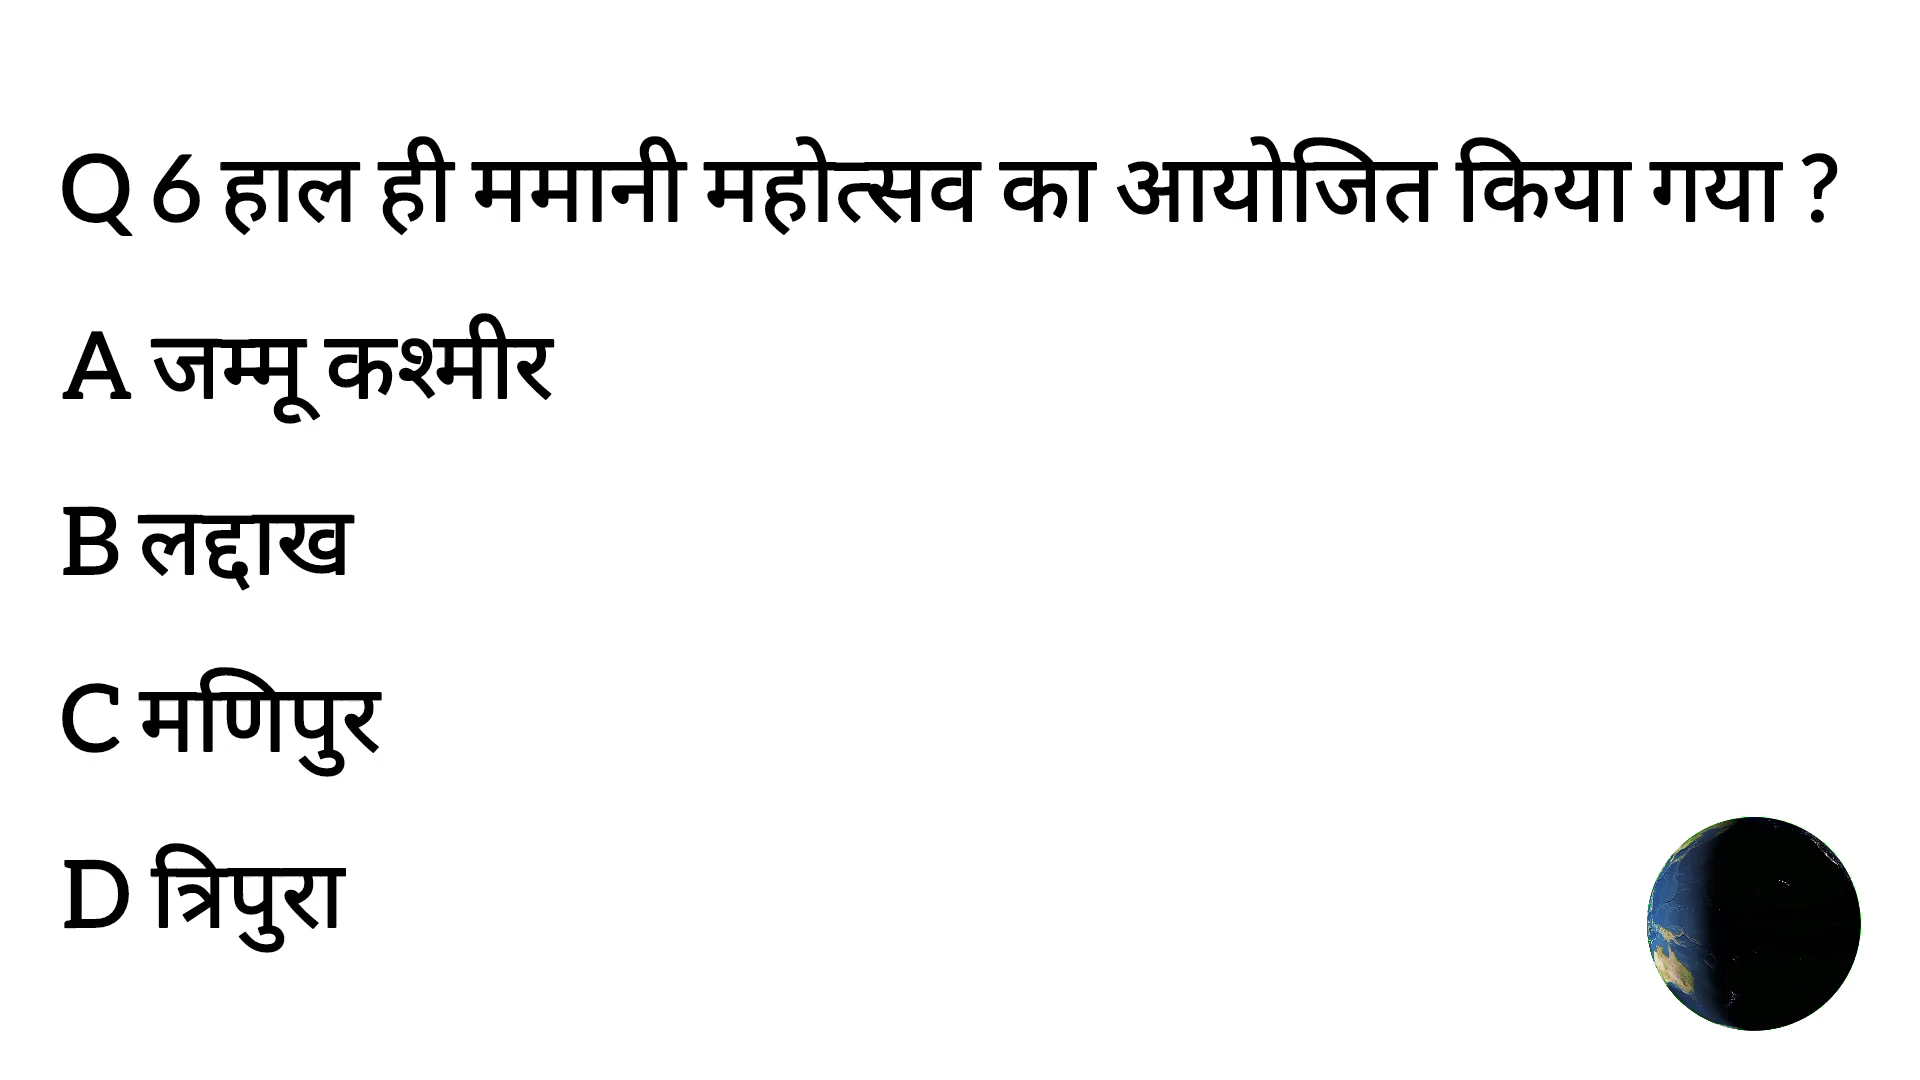 Q 6 हाल ही ममानी महोत्सव का आयोजित किया गया ?
A जम्मू कश्मीर
B लद्दाख
C मणिपुर
D त्रिपुरा